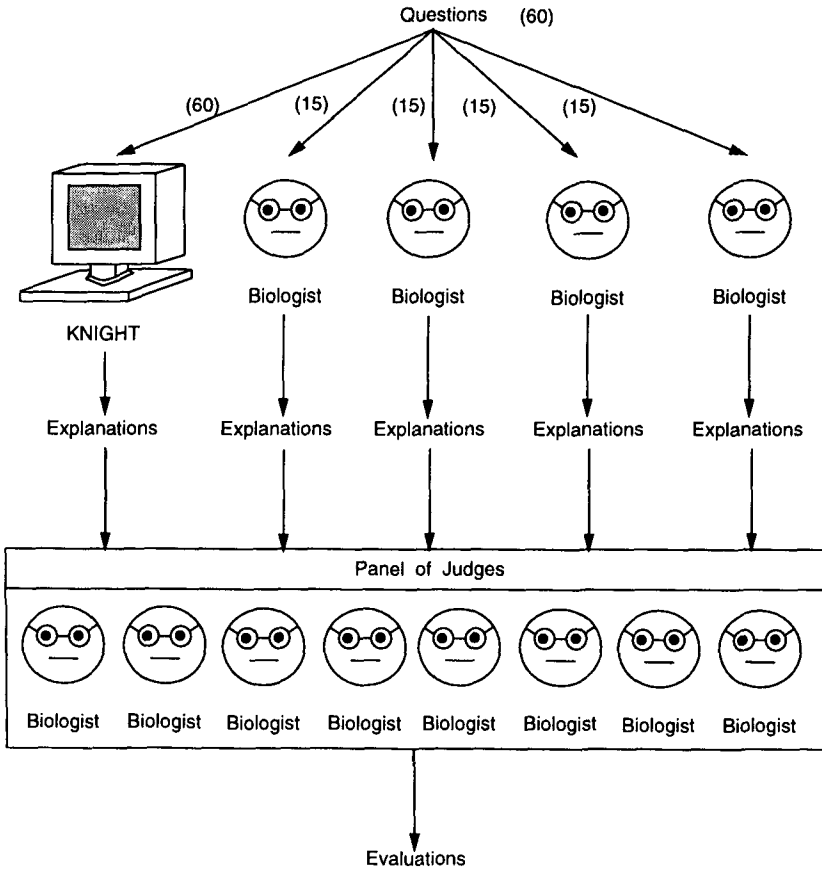 Questions (60)
(60) (15) (15) (15) (15)
Biologist Biologist Biologist Biologist
KNIGHT
Explanations Explanations Explanations Explanations Explanations
Panel of Judges
Biologist Biologist Biologist Biologist Biologist Biologist Biologist Biologist
Evaluations